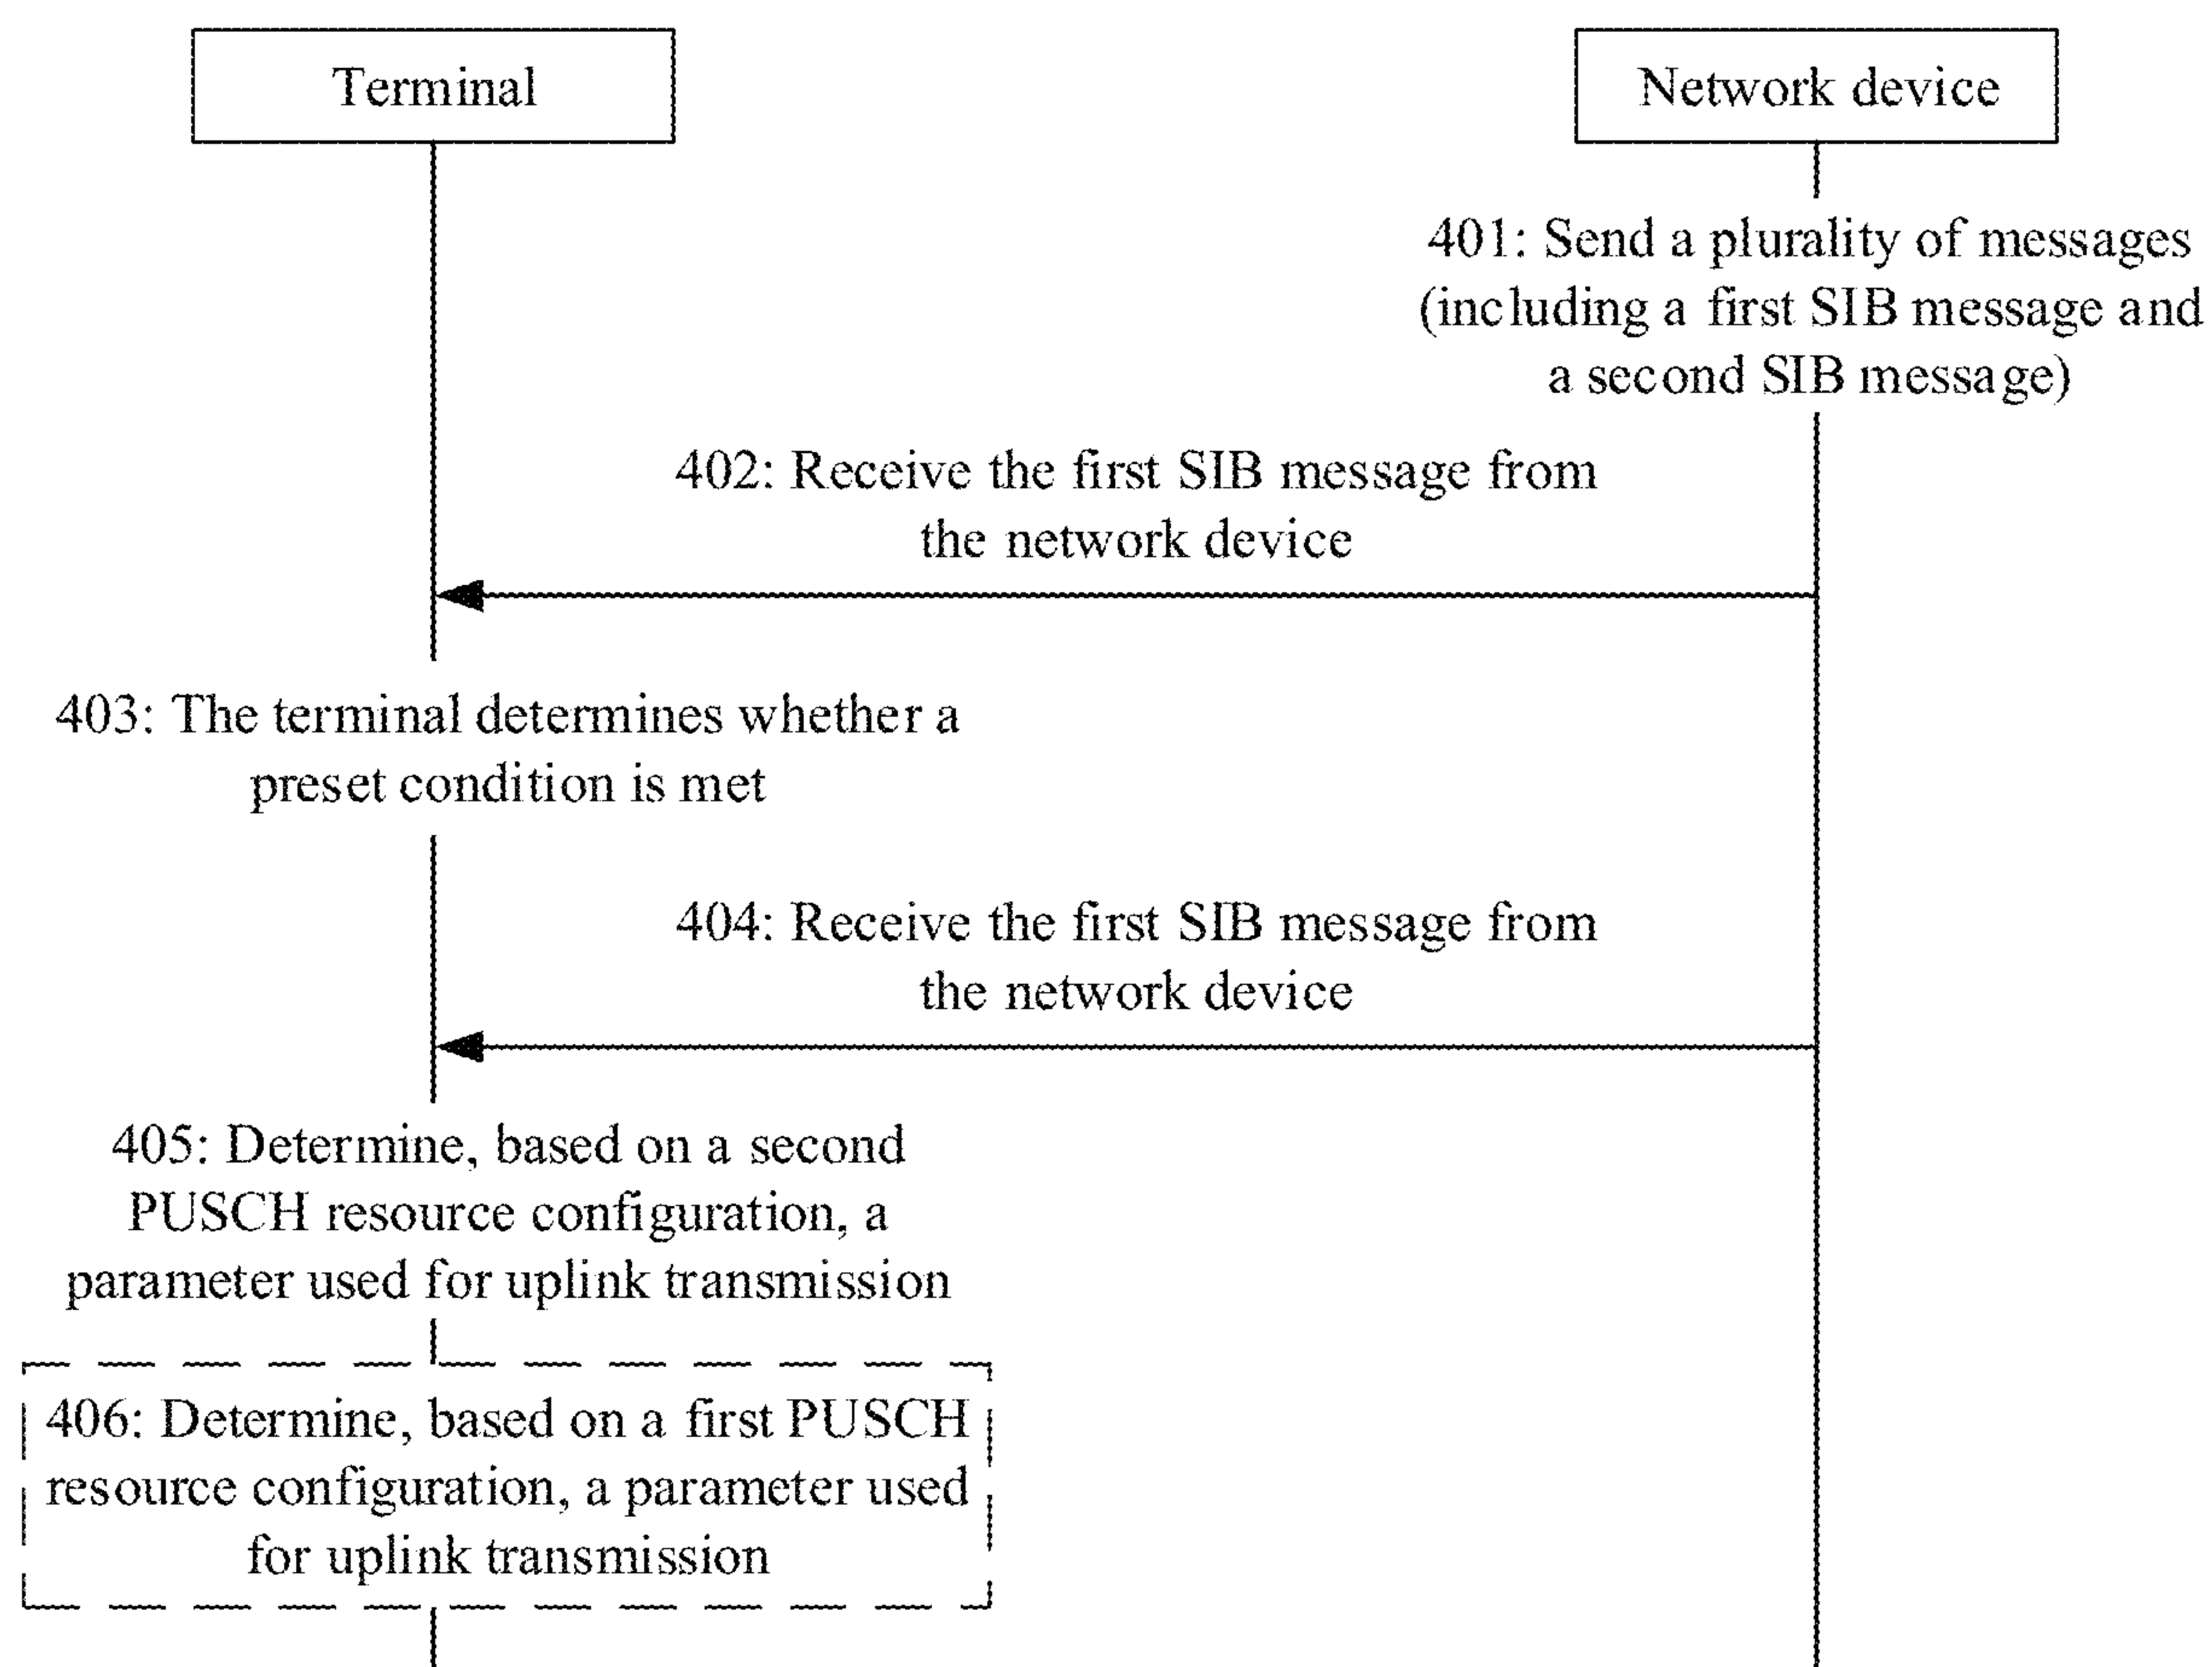 Terminal
Network device
401: Send a plurality of messages
(including a first SIB message and
a second SIB message)
402: Receive the first SIB message from
the network device
403: The terminal determines whether a
preset condition is met
404: Receive the first SIB message from
the network device
405: Determine, based on a second
PUSCH resource configuration, a
parameter used for uplink transmission
406: Determine, based on a first PUSCH
resource configuration, a parameter used
for uplink transmission